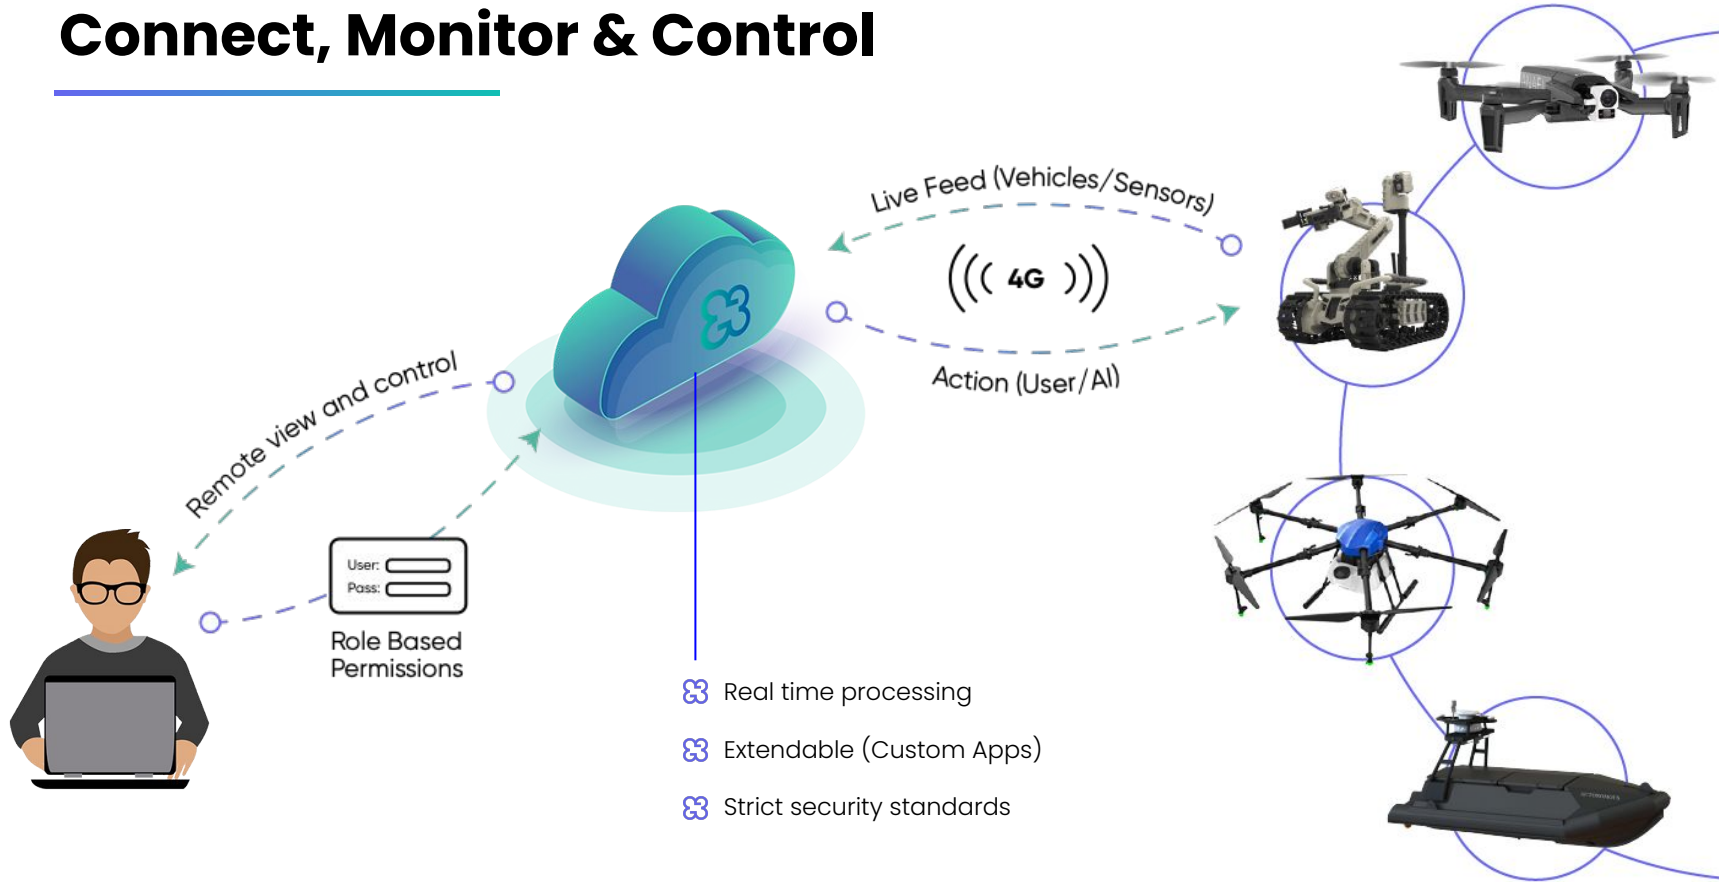 Connect, Monitor & Control
Live Feed (Vehicles/Sensors)
4G
Action (User/AI)
Remote view and control
User:
Pass:
Role Based
Permissions
Real time processing
Extendable (Custom Apps)
Strict security standards